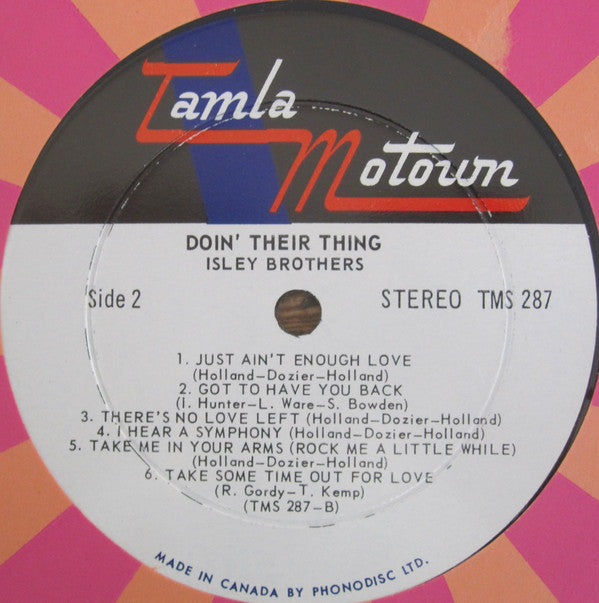 Tamla
Motown
DOIN' THEIR THING
ISLEY BROTHERS
Side 2 STEREO TMS 287
1. JUST AIN'T ENOUGH LOVE
(Holland–Dozier–Holland)
2. GOT TO HAVE YOU BACK
(I. Hunter–L. Ware–S. Bowden)
3. THERE'S NO LOVE LEFT (Holland–Dozier–Holland)
4. I HEAR A SYMPHONY (Holland–Dozier–Holland)
5. TAKE ME IN YOUR ARMS (ROCK ME A LITTLE WHILE)
(Holland–Dozier–Holland)
6. TAKE SOME TIME OUT FOR LOVE
(R. Gordy–T. Kemp)
(TMS 287–B)
MADE IN CANADA BY PHONODISC LTD.